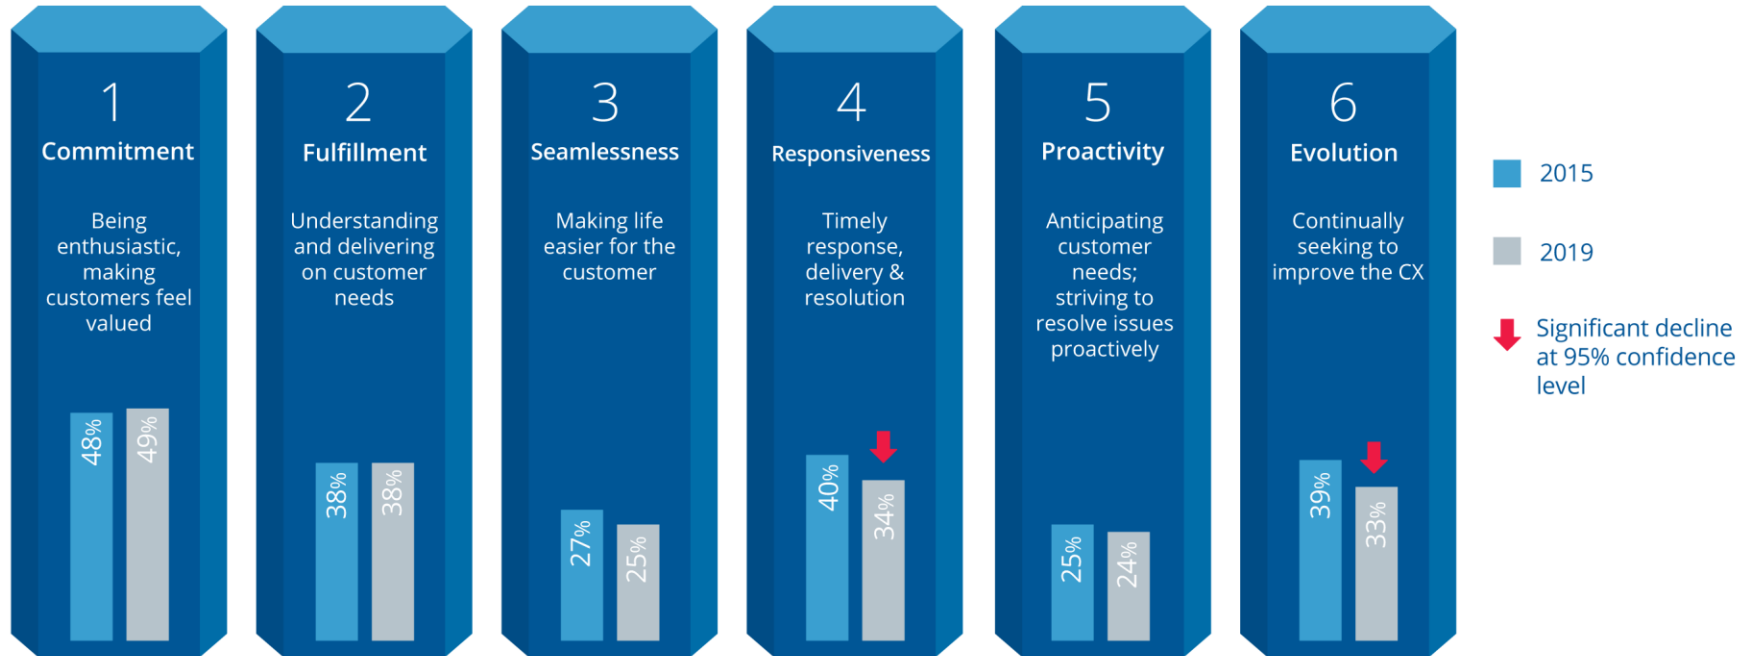 1
Commitment
Being
enthusiastic,
making
customers feel
valued
48%
49%
2
Fulfillment
Understanding
and delivering
on customer
needs
38%
38%
3
Seamlessness
Making life
easier for the
customer
27%
25%
4
Responsiveness
Timely
response,
delivery &
resolution
40%
34%
5
Proactivity
Anticipating
customer
needs;
striving to
resolve issues
proactively
25%
24%
6
Evolution
Continually
seeking to
improve the CX
39%
33%
2015
2019
Significant decline
at 95% confidence
level